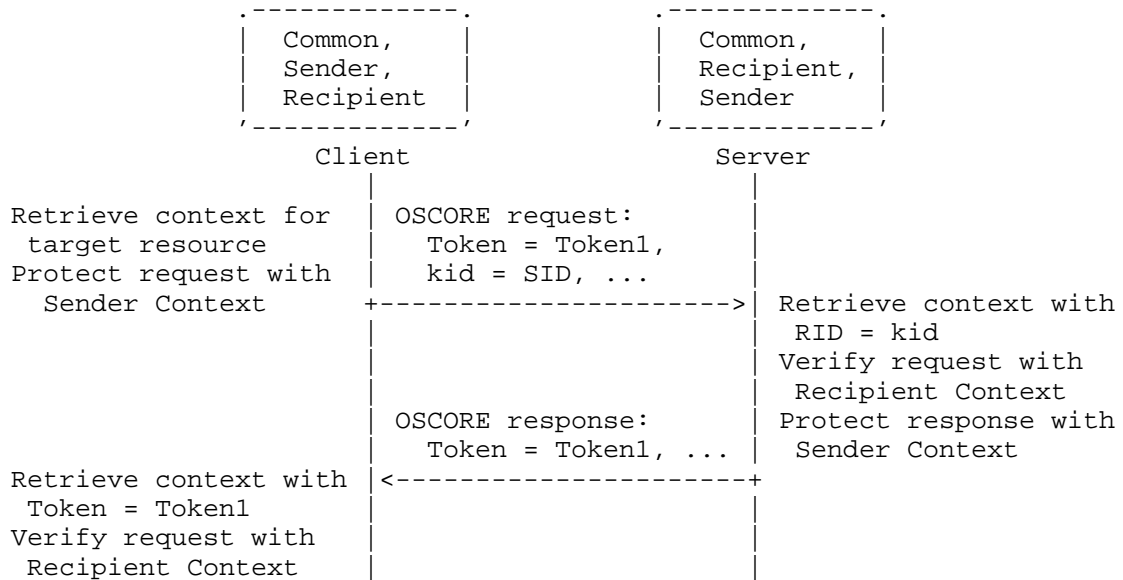 .-------------. .-------------.
| Common, | | Common, |
| Sender, | | Recipient, |
| Recipient | | Sender |
'-------------' '-------------'
Client Server
| |
Retrieve context for | OSCORE request: |
target resource | Token = Token1, |
Protect request with | kid = SID, ... |
Sender Context +---------------------->| Retrieve context with
| | RID = kid
| | Verify request with
| | Recipient Context
| OSCORE response: | Protect response with
| Token = Token1, ... | Sender Context
Retrieve context with |<----------------------+
Token = Token1 | |
Verify request with | |
Recipient Context | |